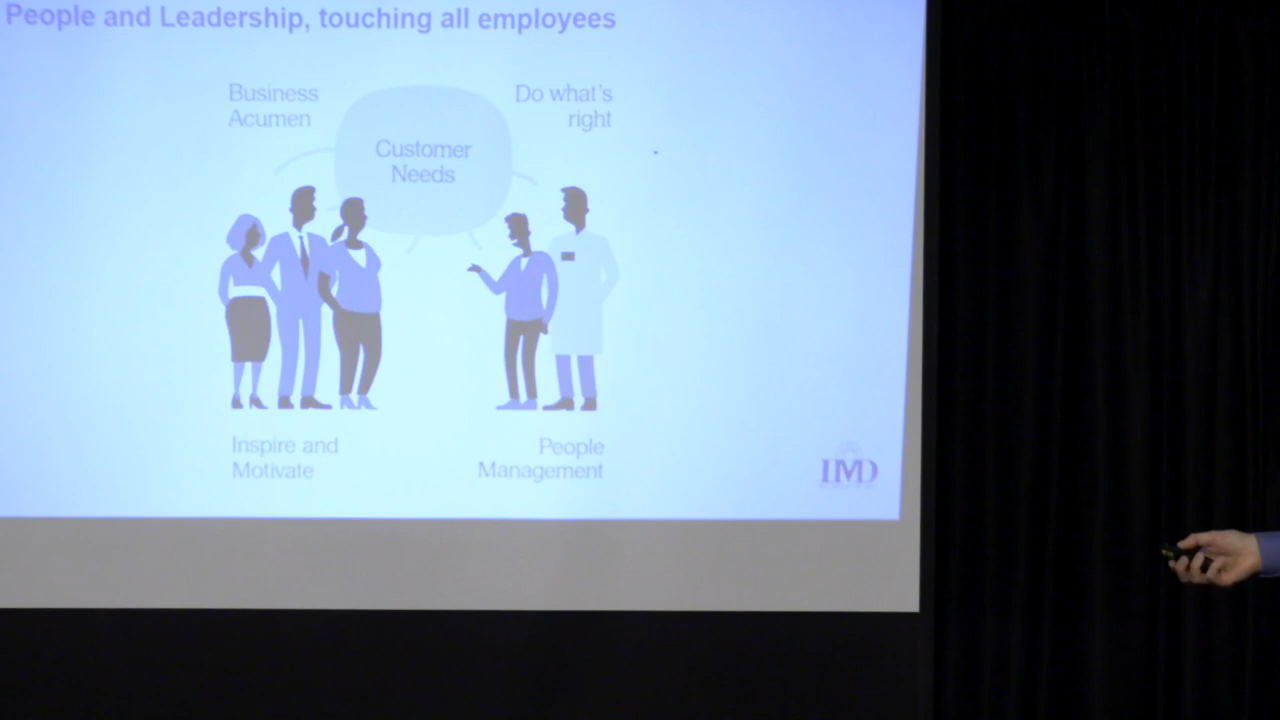 People and Leadership, touching all employees
Business
Acumen
Do what's
right
Customer
Needs
Inspire and
Motivate
People
Management
IMD